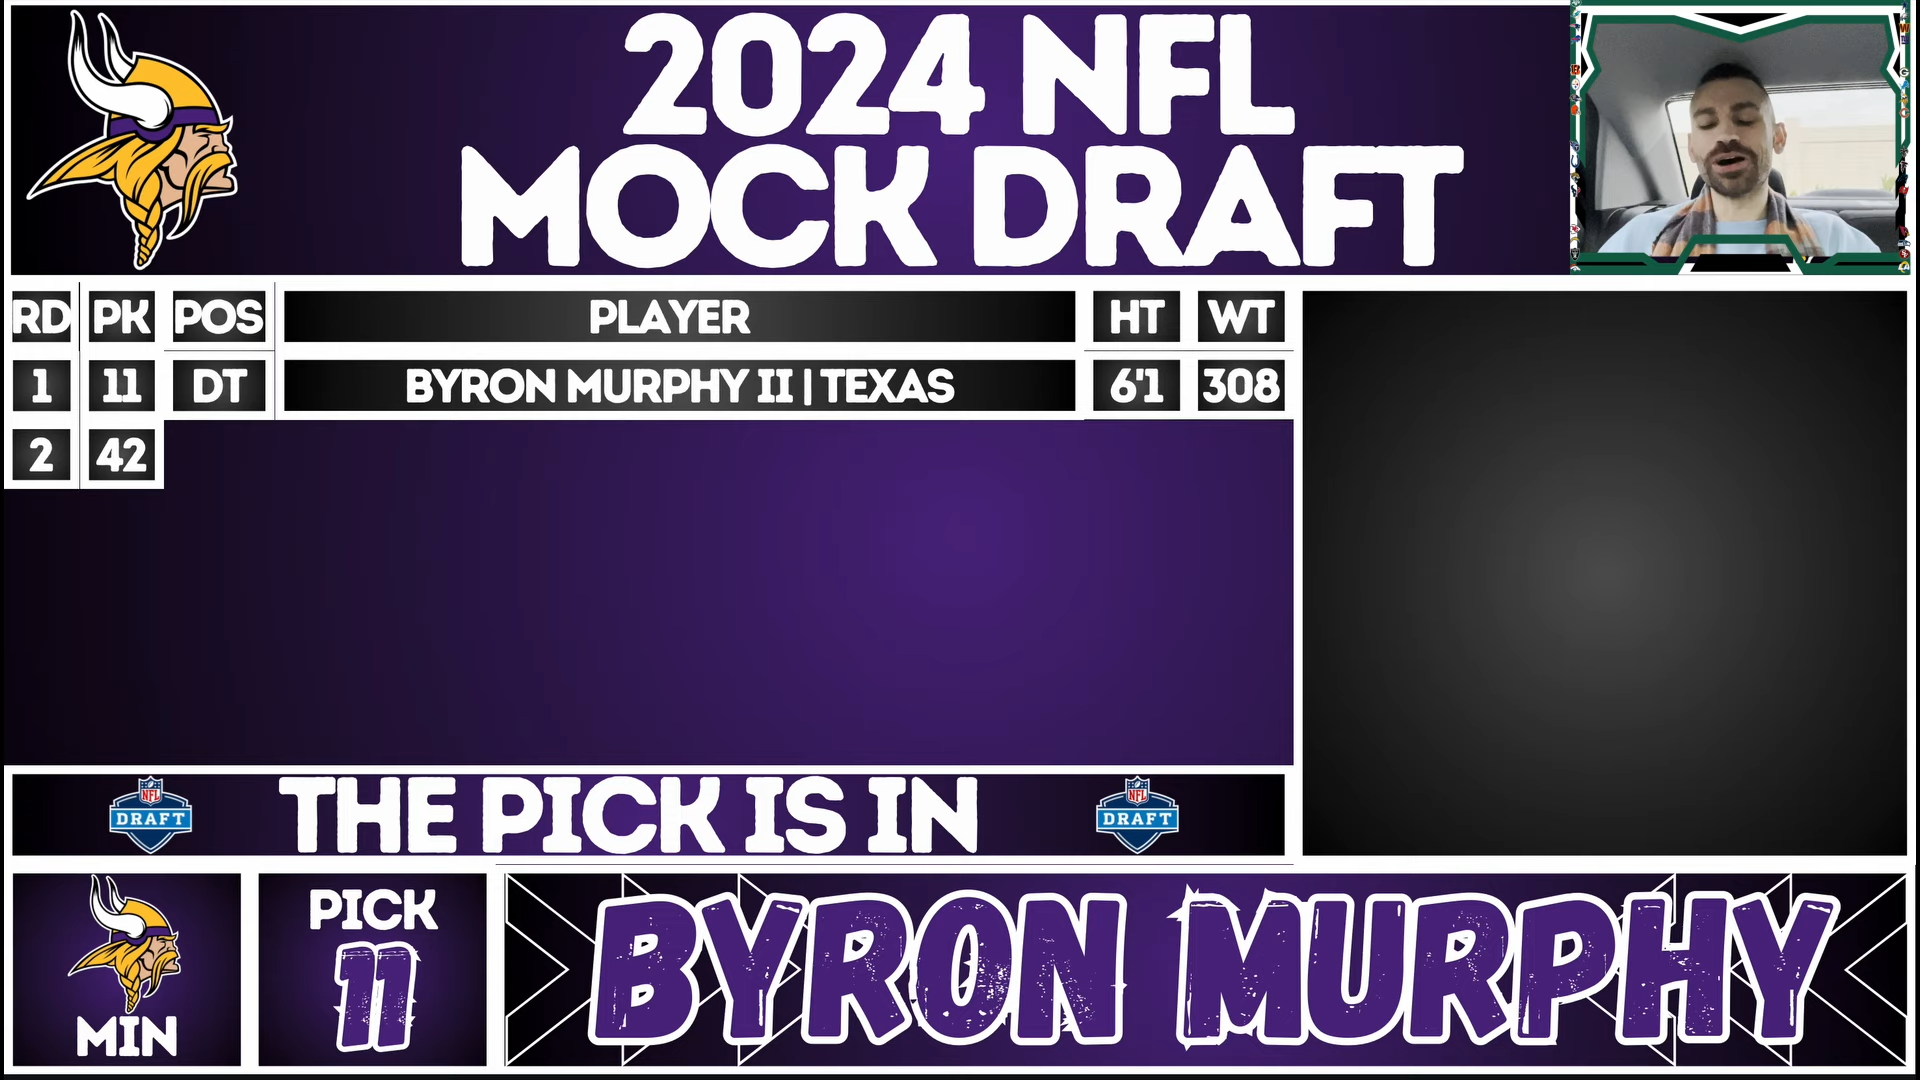 2024 NFL
MOCK DRAFT
RD PK POS PLAYER HT WT
1 11 DT BYRON MURPHY II | TEXAS 6'1 308
2 42
NFL DRAFT THE PICK IS IN NFL DRAFT
MIN
PICK
11
BYRON MURPHY